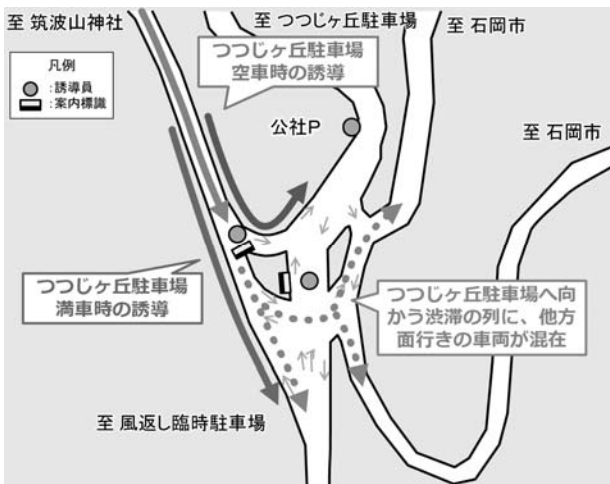 至 筑波山神社
至 つつじヶ丘駐車場
至 石岡市
凡例
:誘導員
:案内標識
つつじヶ丘駐車場
空車時の誘導
公社P
至 石岡市
つつじヶ丘駐車場
満車時の誘導
つつじヶ丘駐車場へ向
かう渋滞の列に、他方
面行きの車両が混在
至 風返し臨時駐車場